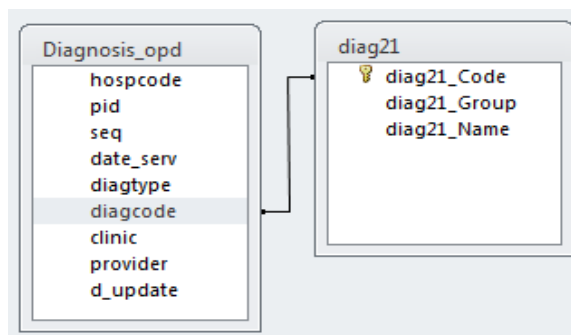 Diagnosis_opd
hospcode
pid
seq
date_serv
diagtype
diagcode
clinic
provider
d_update
diag21
diag21_Code
diag21_Group
diag21_Name